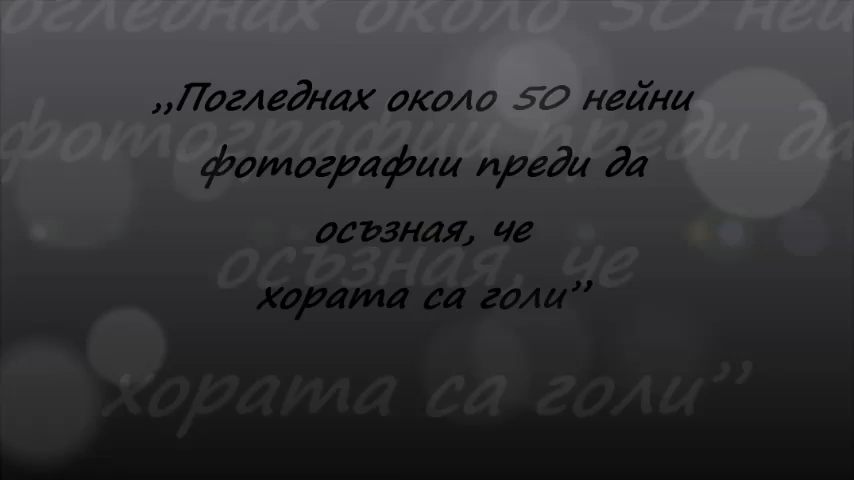 „Погледнах около 50 нейни
фотографии преди да
осъзная, че
хората са голи”